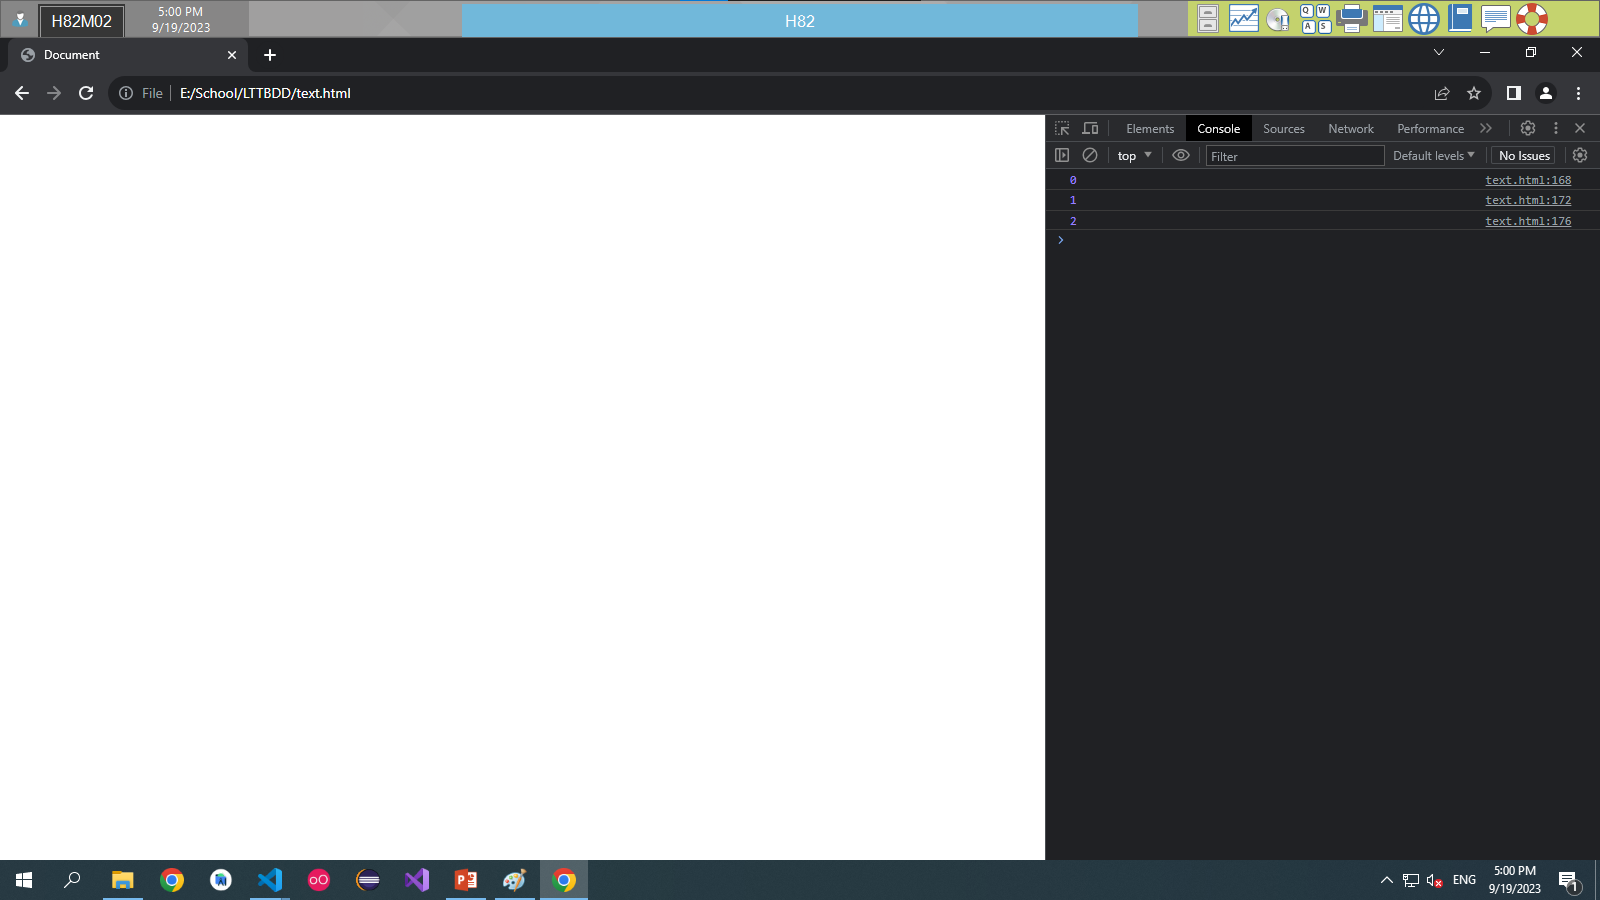 H82M02
5:00 PM
9/19/2023
H82
Q W
A S
Document
File E:/School/LTTBDD/text.html
Elements Console Sources Network Performance
top Filter Default levels No Issues
0 text.html:168
1 text.html:172
2 text.html:176
ENG
5:00 PM
9/19/2023
1